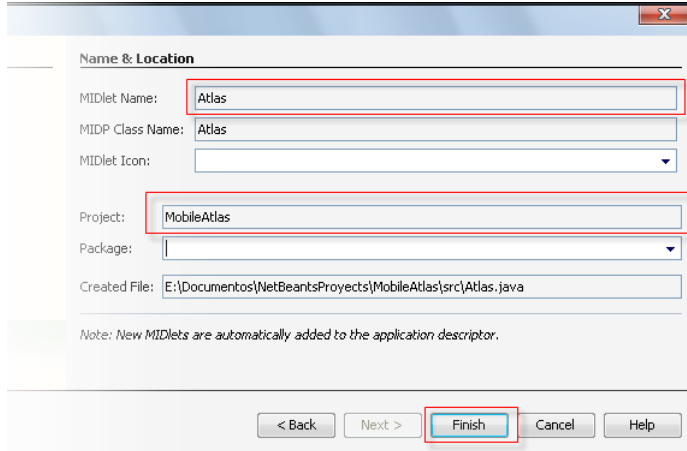 X
Name & Location
MIDlet Name: Atlas
MIDP Class Name: Atlas
MIDlet Icon:
Project: MobileAtlas
Package:
Created File: E:\Documentos\NetBeantsProyects\MobileAtlas\src\Atlas.java
Note: New MIDlets are automatically added to the application descriptor.
< Back Next > Finish Cancel Help